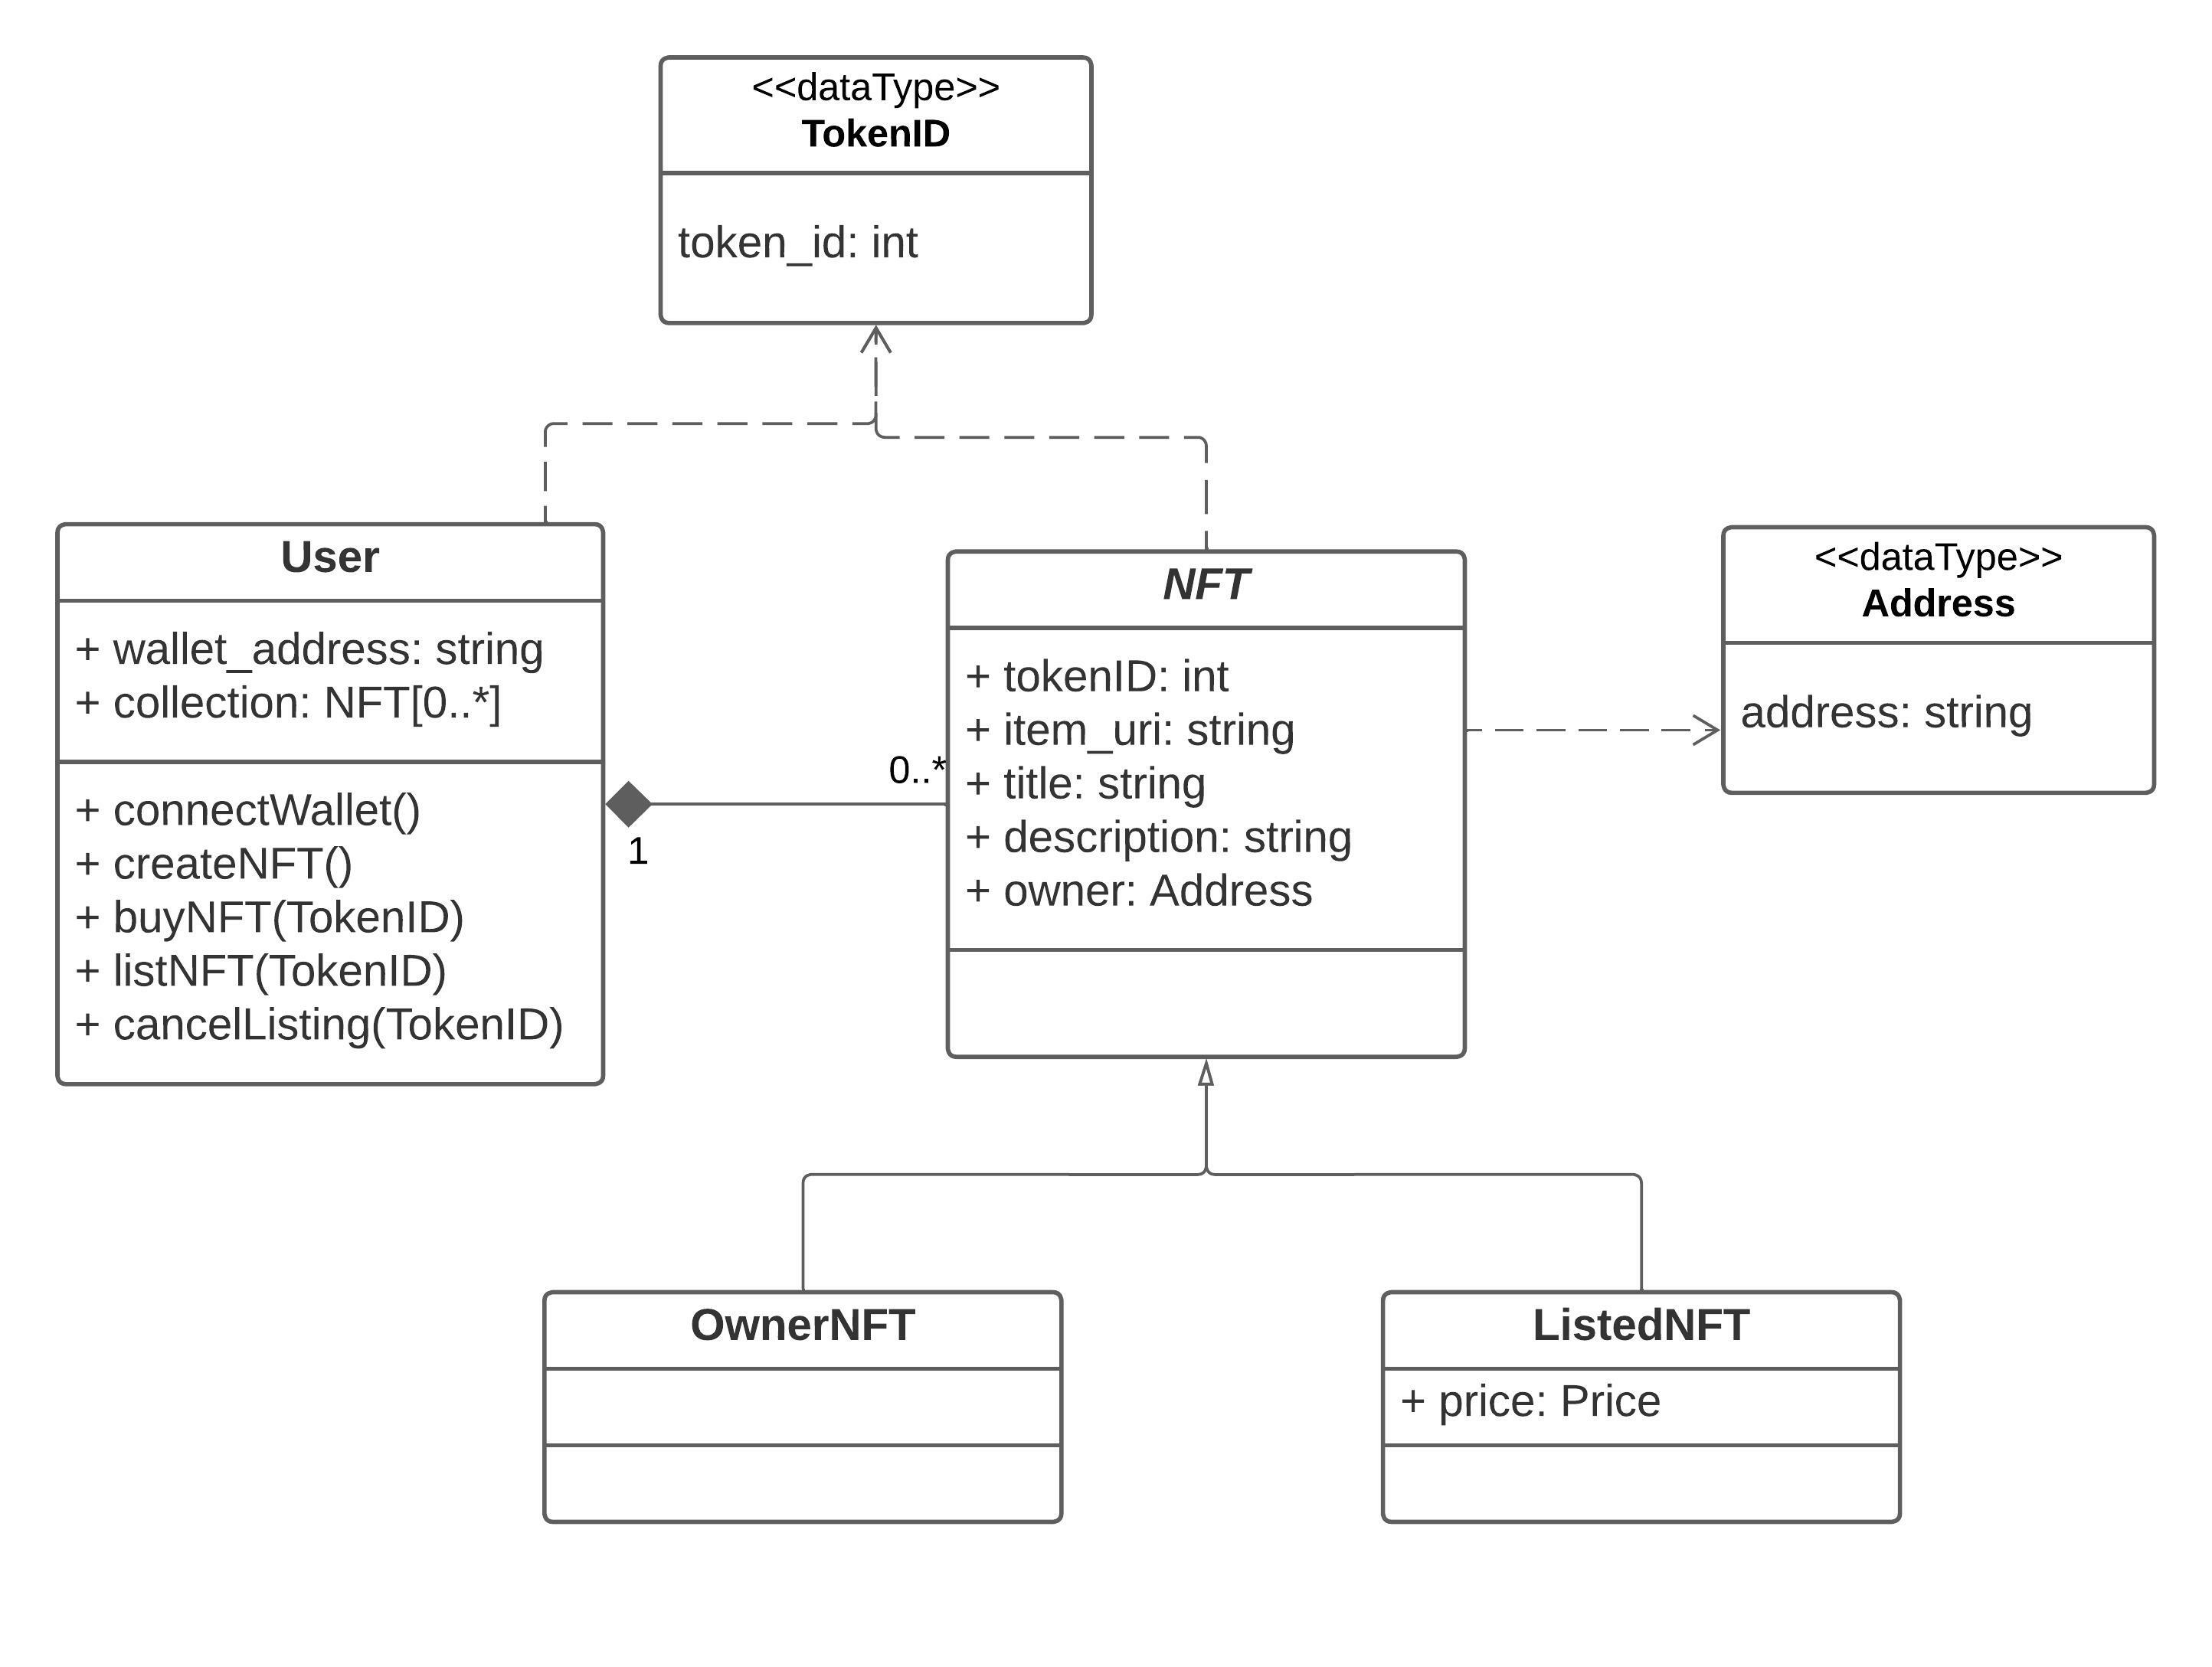 <<dataType>>
TokenID
token_id: int
User
+ wallet_address: string
+ collection: NFT[0..*]
+ connectWallet()
+ createNFT()
+ buyNFT(TokenID)
+ listNFT(TokenID)
+ cancelListing(TokenID)
1
0..*
NFT
+ tokenID: int
+ item_uri: string
+ title: string
+ description: string
+ owner: Address
<<dataType>>
Address
address: string
OwnerNFT
ListedNFT
+ price: Price